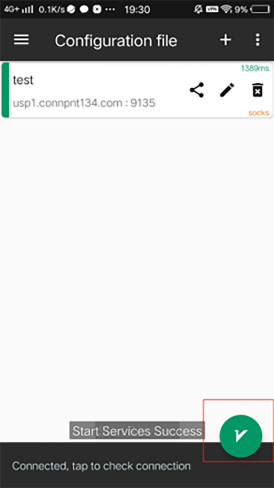 4G+ 0.1K/s ··· VPN 9% 19:30
Configuration file
1389ms
test
usp1.connpnt134.com : 9135
socks
Start Services Success
Connected, tap to check connection